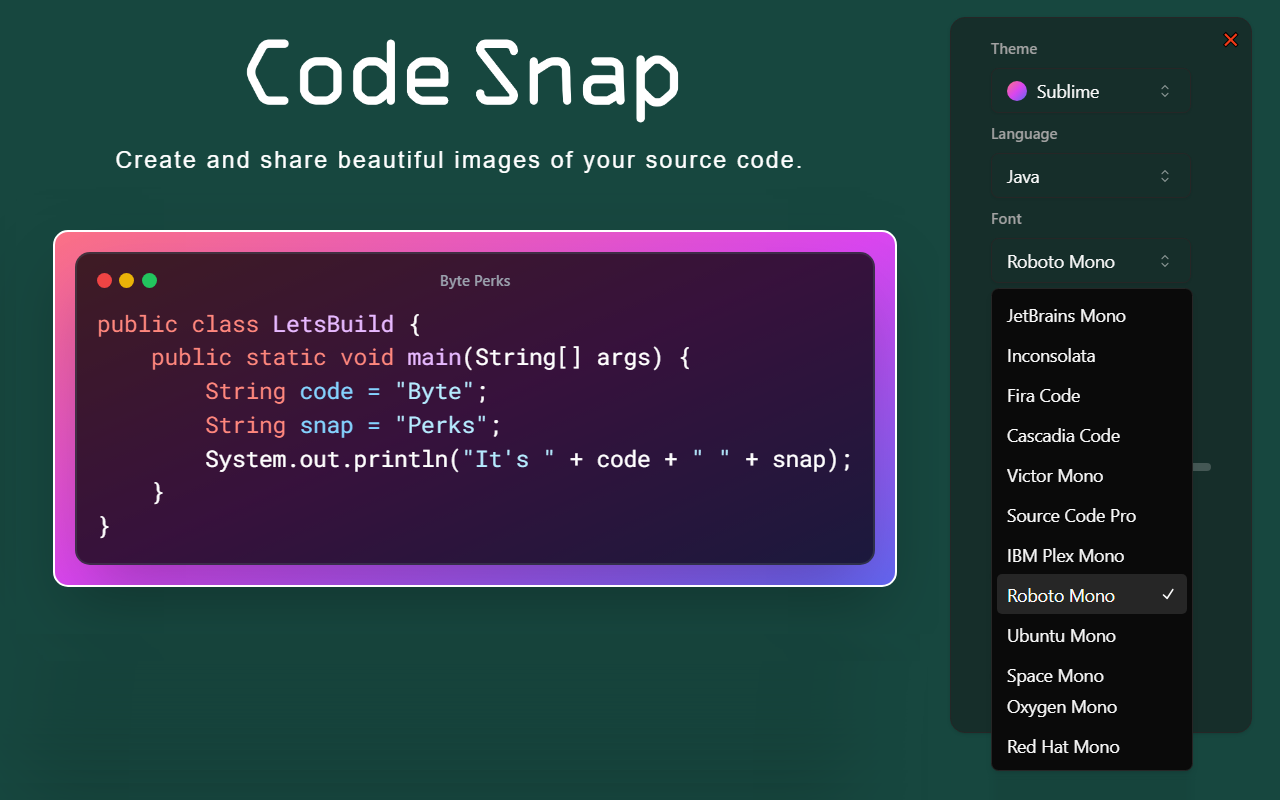 Code Snap
Create and share beautiful images of your source code.
Byte Perks
public class LetsBuild {
    public static void main(String[] args) {
        String code = "Byte";
        String snap = "Perks";
        System.out.println("It's " + code + " " + snap);
    }
}
Theme
Sublime
Language
Java
Font
Roboto Mono
JetBrains Mono
Inconsolata
Fira Code
Cascadia Code
Victor Mono
Source Code Pro
IBM Plex Mono
Roboto Mono
Ubuntu Mono
Space Mono
Oxygen Mono
Red Hat Mono